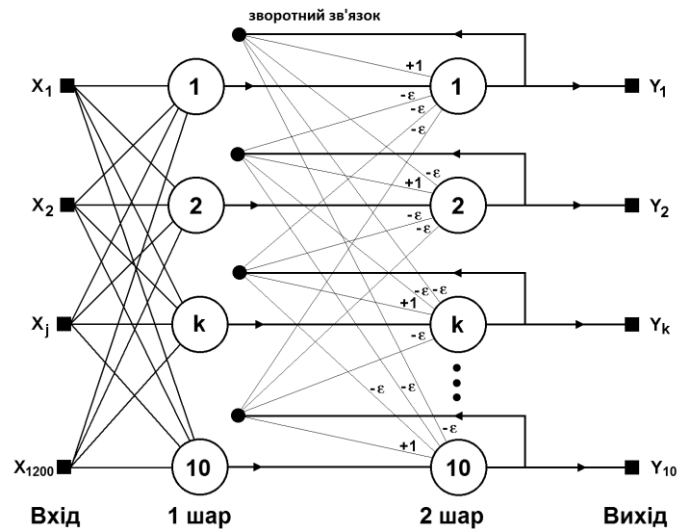 зворотний зв'язок
X1 1 +1 1 Y1
-ε
-ε
-ε
-ε
X2 2 +1 2 Y2
-ε
-ε
-ε -ε
Xj k +1 k Yk
-ε
-ε -ε
-ε
X1200 10 +1 10 Y10
Вхід 1 шар 2 шар Вихід